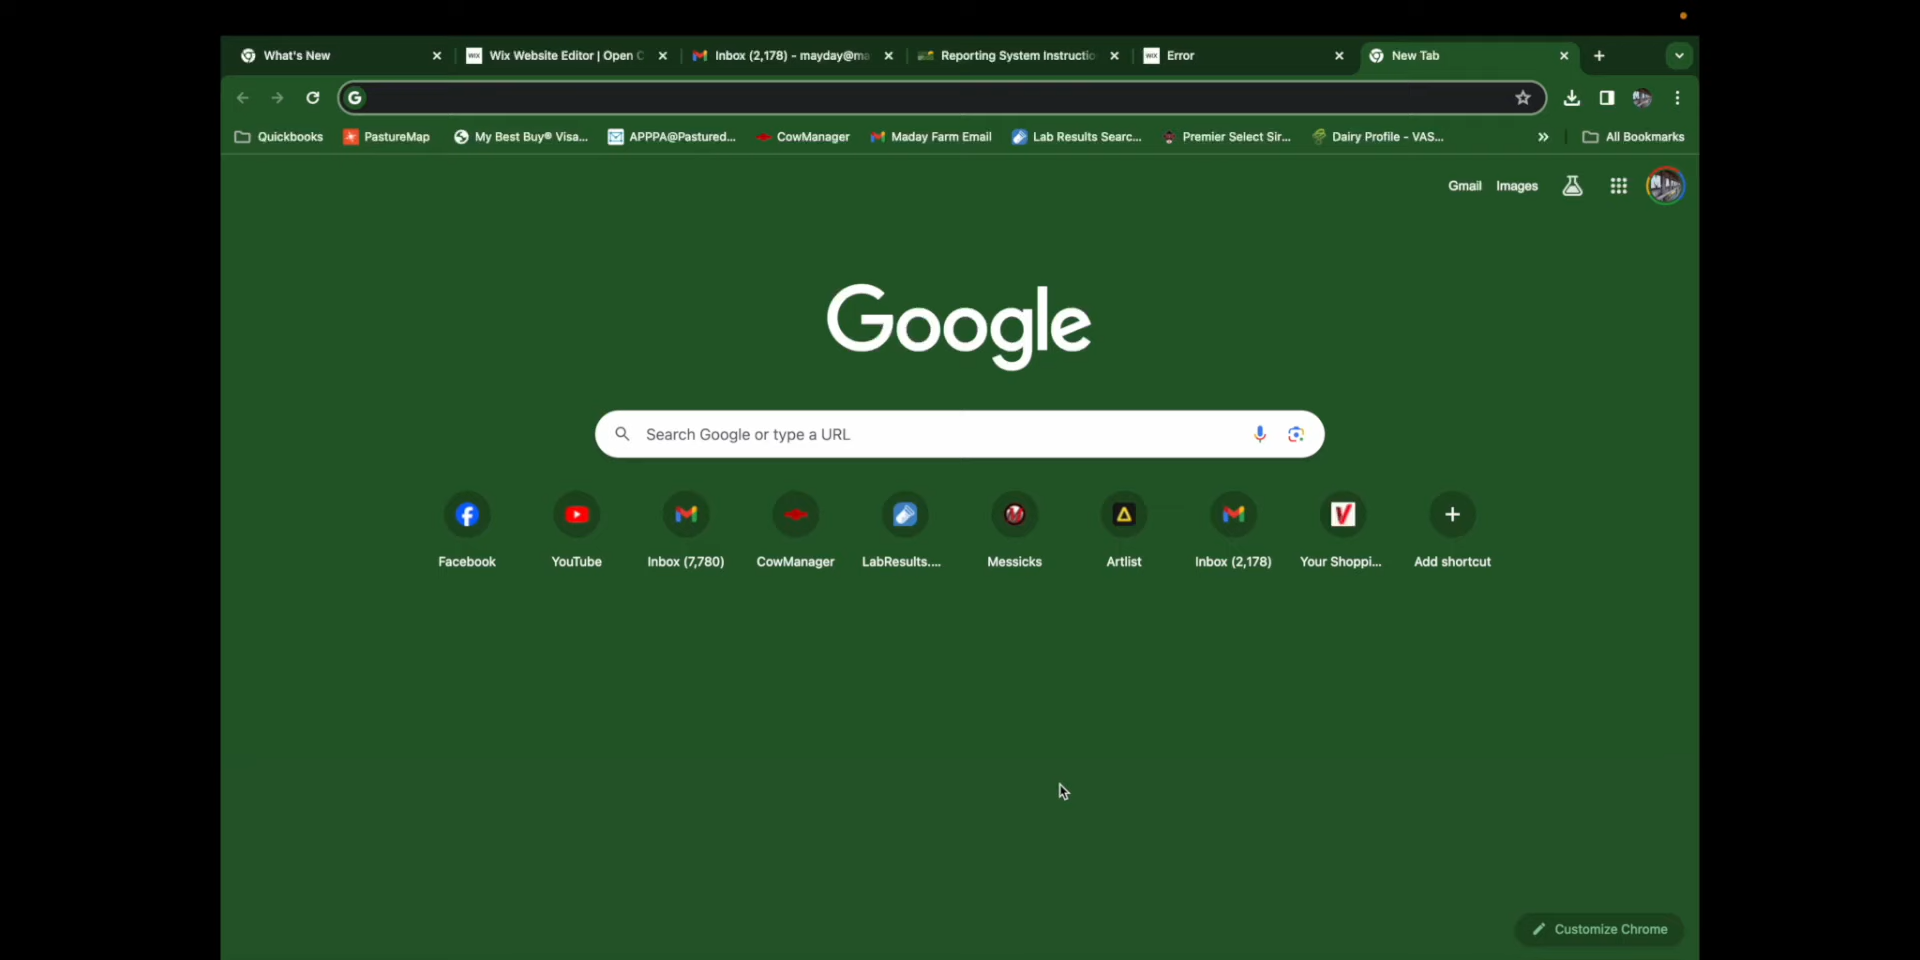 What's New
Wix Website Editor | Open
Inbox (2,178) - mayday@ma
Reporting System Instructio
WIX Error
New Tab
Quickbooks
PastureMap
My Best Buy® Visa...
APPPA@Pastured...
CowManager
Maday Farm Email
Lab Results Searc...
Premier Select Sir...
Dairy Profile - VAS...
All Bookmarks
Gmail Images
Google
Search Google or type a URL
Facebook
YouTube
Inbox (7,780)
CowManager
LabResults....
Messicks
Artlist
Inbox (2,178)
Your Shoppi...
Add shortcut
Customize Chrome